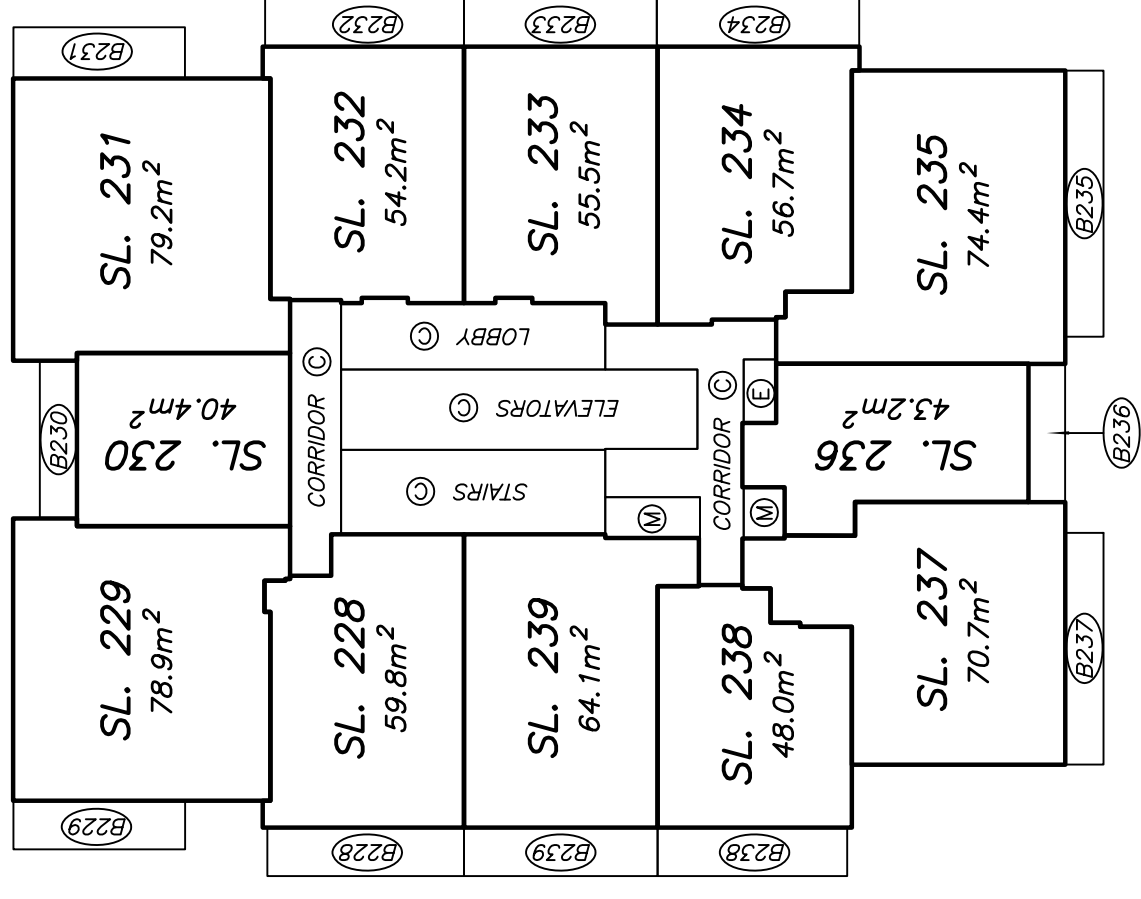 B231
B232
B233
B234
SL. 231
79.2m²
SL. 232
54.2m²
SL. 233
55.5m²
SL. 234
56.7m²
SL. 235
74.4m²
B235
LOBBY Ⓒ
CORRIDOR Ⓒ
ELEVATORS Ⓒ
CORRIDOR Ⓒ
Ⓔ
B230
SL. 230
40.4m²
SL. 236
43.2m²
B236
STAIRS Ⓒ
Ⓜ
Ⓜ
SL. 229
78.9m²
SL. 228
59.8m²
SL. 239
64.1m²
SL. 238
48.0m²
SL. 237
70.7m²
B237
B229
B228
B239
B238